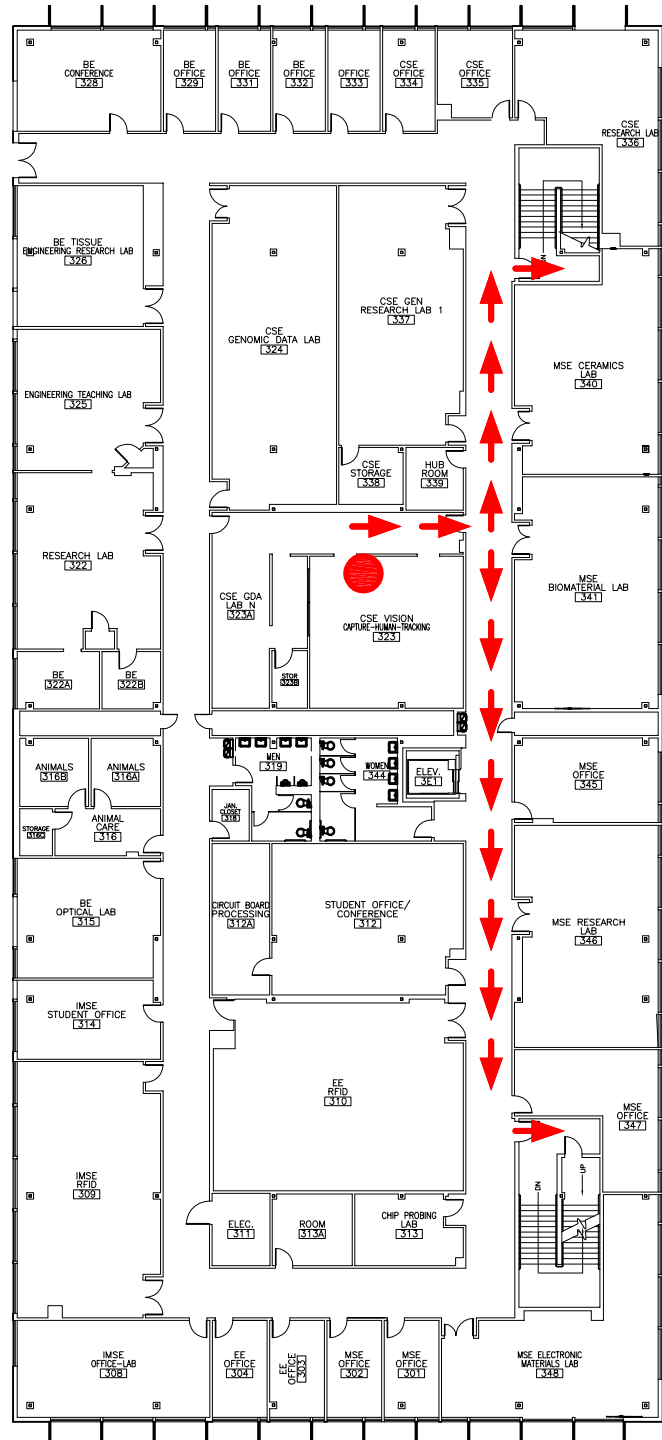 BE
CONFERENCE
328
BE
OFFICE
329
BE
OFFICE
331
BE
OFFICE
332
OFFICE
333
CSE
OFFICE
334
CSE
OFFICE
335
CSE
RESEARCH LAB
336
BE TISSUE
ENGINEERING RESEARCH LAB
326
DN
CSE GEN
RESEARCH LAB 1
337
CSE
GENOMIC DATA LAB
324
MSE CERAMICS
LAB
340
ENGINEERING TEACHING LAB
325
CSE
STORAGE
338
HUB
ROOM
339
RESEARCH LAB
322
MSE
BIOMATERIAL LAB
341
CSE GDA
LAB N
323A
CSE VISION
CAPTURE-HUMAN-TRACKING
323
STOR
323B
BE
322A
BE
322B
ANIMALS
316B
ANIMALS
316A
MEN
319
WOMEN
344
ELEV.
3E1
MSE
OFFICE
345
JAN.
CLOSET
318
STORAGE
316C
ANIMAL
CARE
316
BE
OPTICAL LAB
315
CIRCUIT BOARD
PROCESSING
312A
STUDENT OFFICE/
CONFERENCE
312
MSE RESEARCH
LAB
346
IMSE
STUDENT OFFICE
314
EE
RFID
310
MSE
OFFICE
347
IMSE
RFID
309
DN
UP
ELEC.
311
ROOM
313A
CHIP PROBING
LAB
313
IMSE
OFFICE-LAB
308
EE
OFFICE
304
EE
OFFICE
303
MSE
OFFICE
302
MSE
OFFICE
301
MSE ELECTRONIC
MATERIALS LAB
348